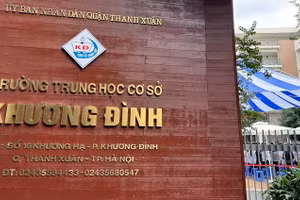 ỦY BAN NHÂN DÂN QUẬN THANH XUÂN
KĐ
TRƯỜNG TRUNG HỌC CƠ SỞ
KHƯƠNG ĐÌNH
: SỐ 16 KHƯƠNG HẠ - P. KHƯƠNG ĐÌNH
Q. THANH XUÂN - TP. HÀ NỘI
ĐT: 02435584433 - 02435680547